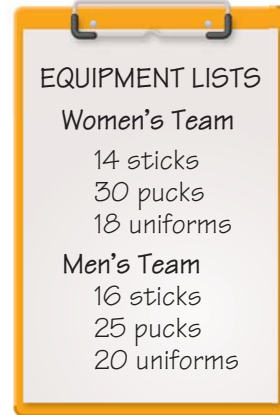 EQUIPMENT LISTS
Women's Team
14 sticks
30 pucks
18 uniforms
Men's Team
16 sticks
25 pucks
20 uniforms